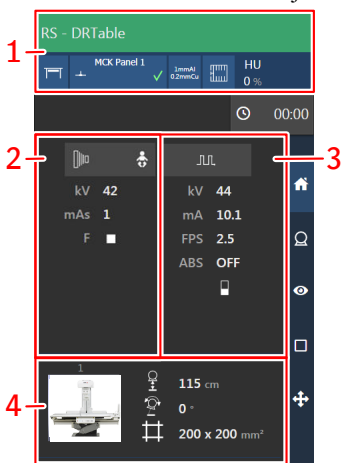 1
RS - DRTable
MCK Panel 1
1mmAl
0.2mmCu
HU
0 %
00:00
2
3
kV 42
mAs 1
F
kV 44
mA 10.1
FPS 2.5
ABS OFF
4
1
115 cm
0 °
200 x 200 mm²